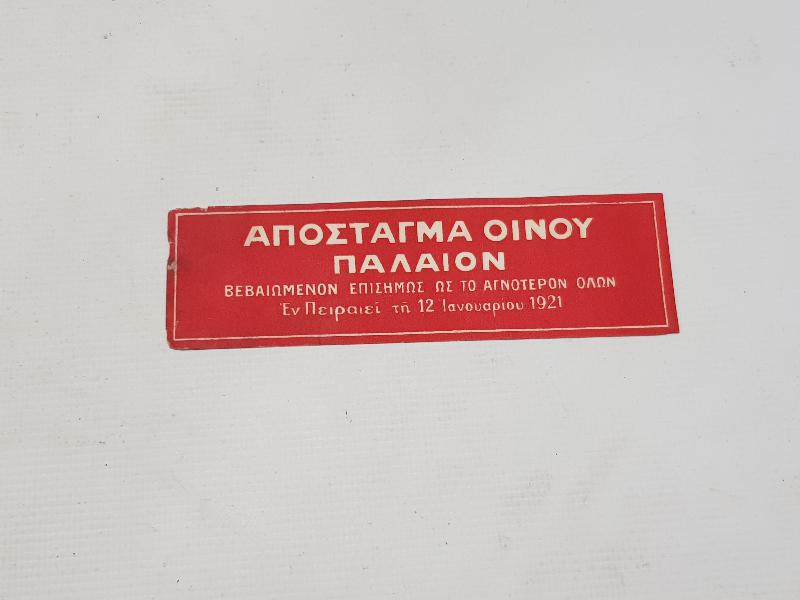 ΑΠΟΣΤΑΓΜΑ ΟΙΝΟΥ
ΠΑΛΑΙΟΝ
ΒΕΒΑΙΩΜΕΝΟΝ ΕΠΙΣΗΜΩΣ ΩΣ ΤΟ ΑΓΝΟΤΕΡΟΝ ΟΛΩΝ
Ἐν Πειραιεῖ τῇ 12 Ἰανουαρίου 1921